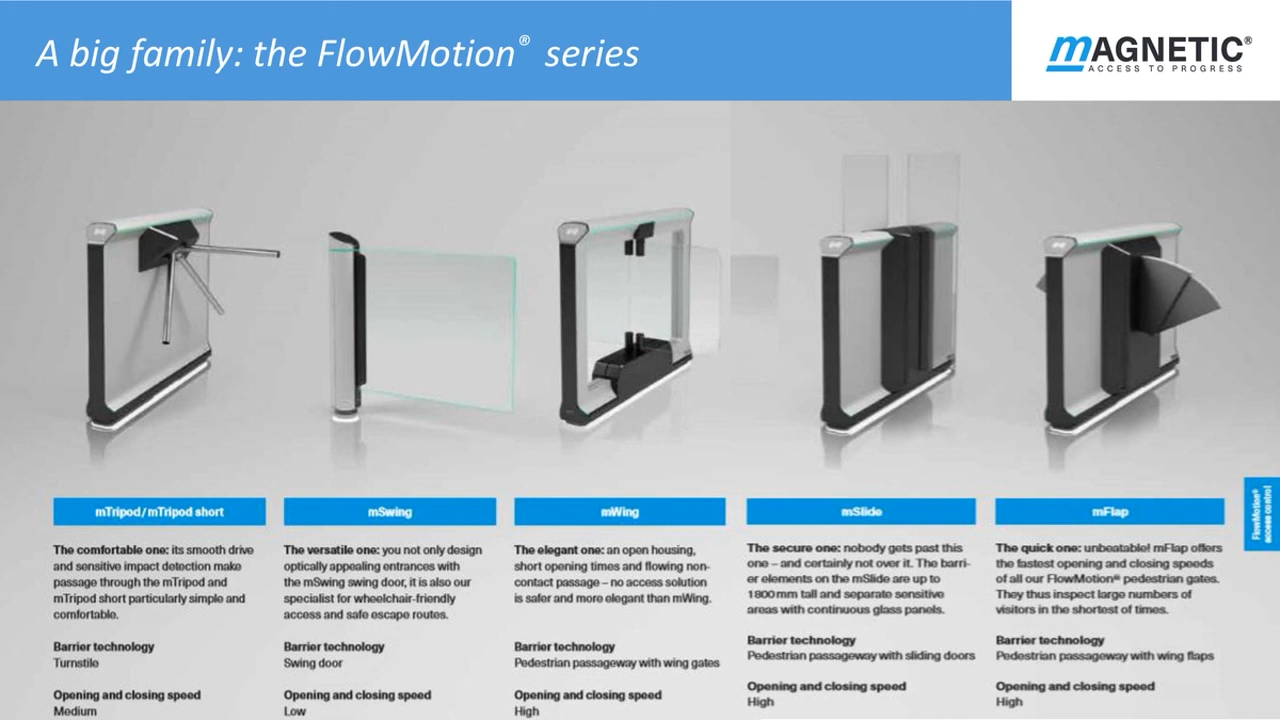 A big family: the FlowMotion® series
mAGNETIC®
ACCESS TO PROGRESS
mTripod/mTripod short
The comfortable one: its smooth drive
and sensitive impact detection make
passage through the mTripod and
mTripod short particularly simple and
comfortable.
Barrier technology
Turnstile
Opening and closing speed
Medium
mSwing
The versatile one: you not only design
optically appealing entrances with
the mSwing swing door, it is also our
specialist for wheelchair-friendly
access and safe escape routes.
Barrier technology
Swing door
Opening and closing speed
Low
mWing
The elegant one: an open housing,
short opening times and flowing non-
contact passage – no access solution
is safer and more elegant than mWing.
Barrier technology
Pedestrian passageway with wing gates
Opening and closing speed
High
mSlide
The secure one: nobody gets past this
one – and certainly not over it. The barri-
er elements on the mSlide are up to
1800 mm tall and separate sensitive
areas with continuous glass panels.
Barrier technology
Pedestrian passageway with sliding doors
Opening and closing speed
High
mFlap
The quick one: unbeatable! mFlap offers
the fastest opening and closing speeds
of all our FlowMotion® pedestrian gates.
They thus inspect large numbers of
visitors in the shortest of times.
Barrier technology
Pedestrian passageway with wing flaps
Opening and closing speed
High
FlowMotion®
access control